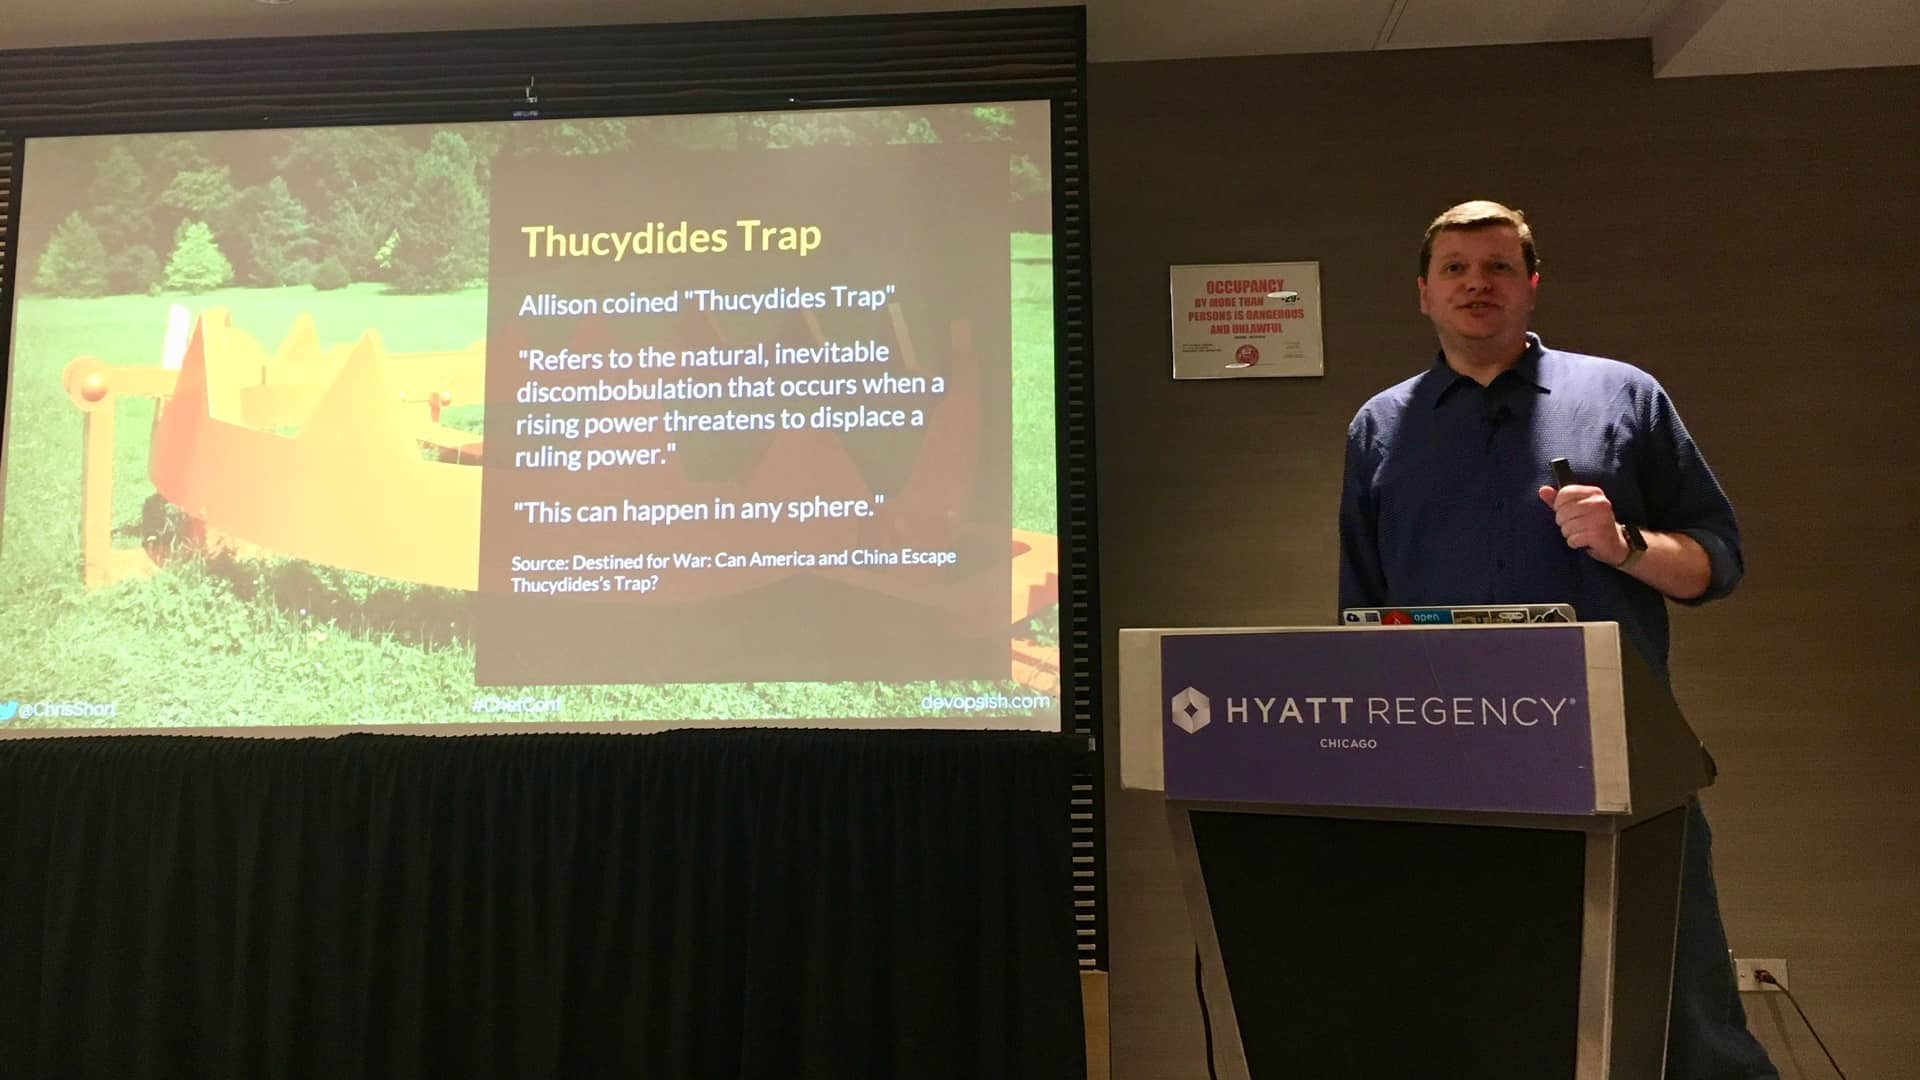 Thucydides Trap
Allison coined "Thucydides Trap"
"Refers to the natural, inevitable
discombobulation that occurs when a
rising power threatens to displace a
ruling power."
"This can happen in any sphere."
Source: Destined for War: Can America and China Escape
Thucydides's Trap?
@ChrisShort
#ChefConf
devopsish.com
OCCUPANCY
BY MORE THAN -29-
PERSONS IS DANGEROUS
AND UNLAWFUL
open
HYATT REGENCY®
CHICAGO